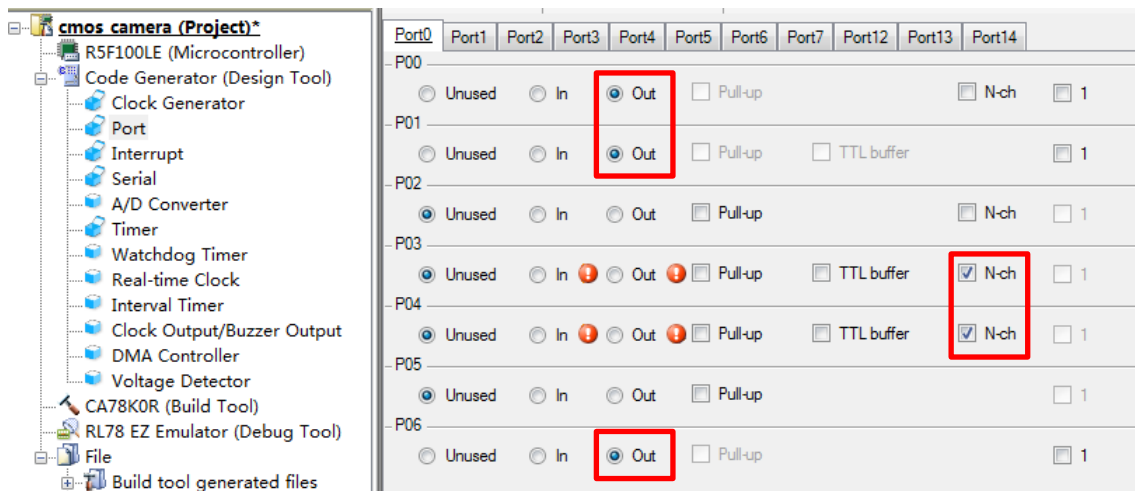 cmos camera (Project)*
R5F100LE (Microcontroller)
Code Generator (Design Tool)
Clock Generator
Port
Interrupt
Serial
A/D Converter
Timer
Watchdog Timer
Real-time Clock
Interval Timer
Clock Output/Buzzer Output
DMA Controller
Voltage Detector
CA78K0R (Build Tool)
RL78 EZ Emulator (Debug Tool)
File
Build tool generated files
Port0 Port1 Port2 Port3 Port4 Port5 Port6 Port7 Port12 Port13 Port14
P00
Unused In Out Pull-up N-ch 1
P01
Unused In Out Pull-up TTL buffer 1
P02
Unused In Out Pull-up N-ch 1
P03
Unused In Out Pull-up TTL buffer N-ch 1
P04
Unused In Out Pull-up TTL buffer N-ch 1
P05
Unused In Out Pull-up 1
P06
Unused In Out Pull-up 1